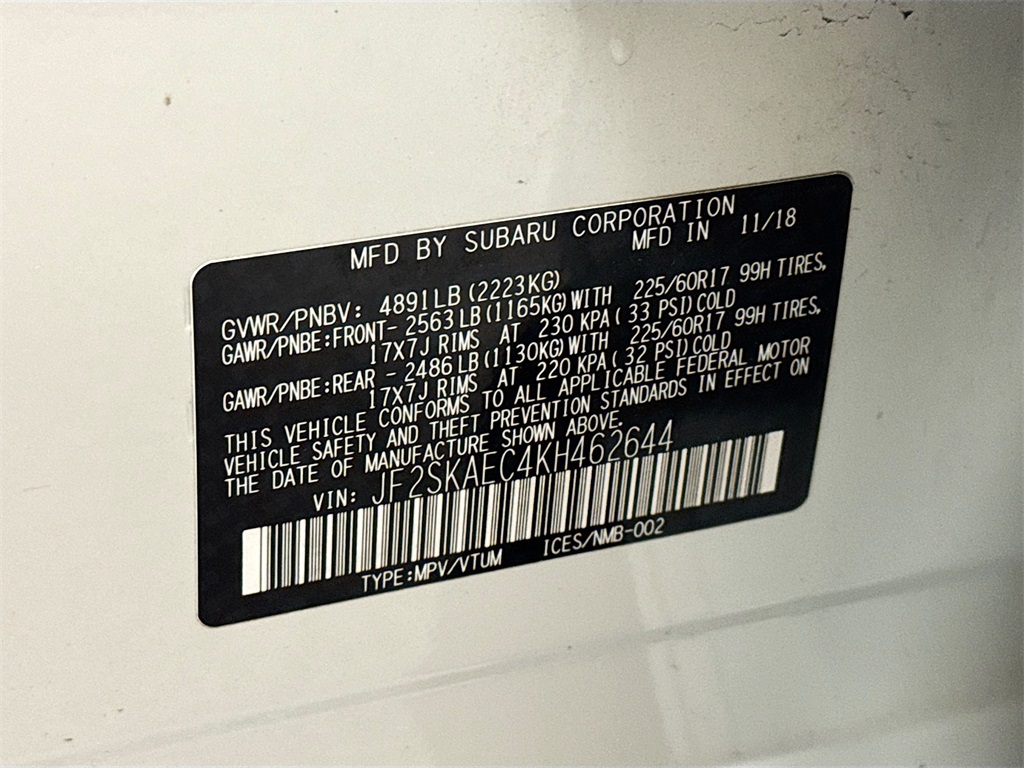 MFD BY SUBARU CORPORATION
MFD IN 11/18
GVWR/PNBV: 4891LB (2223KG)
GAWR/PNBE:FRONT- 2563LB(1165KG)WITH 225/60R17 99H TIRES,
17X7J RIMS AT 230 KPA( 33 PSI)COLD
GAWR/PNBE:REAR - 2486LB(1130KG)WITH 225/60R17 99H TIRES,
17X7J RIMS AT 220 KPA( 32 PSI)COLD
THIS VEHICLE CONFORMS TO ALL APPLICABLE FEDERAL MOTOR
VEHICLE SAFETY AND THEFT PREVENTION STANDARDS IN EFFECT ON
THE DATE OF MANUFACTURE SHOWN ABOVE.
VIN: JF2SKAEC4KH462644
TYPE:MPV/VTUM ICES/NMB-002